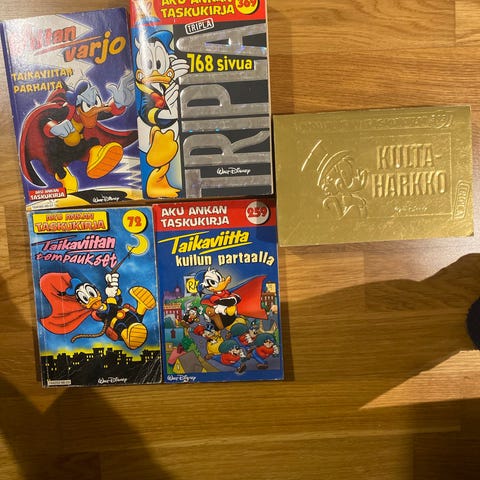 varjo
TAIKAVIITAN
PARHAITA
AKU ANKAN
TASKUKIRJA
Walt Disney
AKU ANKAN
TASKUKIRJA
369
TRIPLA
768 sivua
TRIPLA
Walt Disney
KULTA-
HARKKO
AKU ANKAN
TASKUKIRJA
72
Taikaviitan
tempaukset
Walt Disney
AKU ANKAN
TASKUKIRJA
259
Taikaviitta
kuilun partaalla
Walt Disney